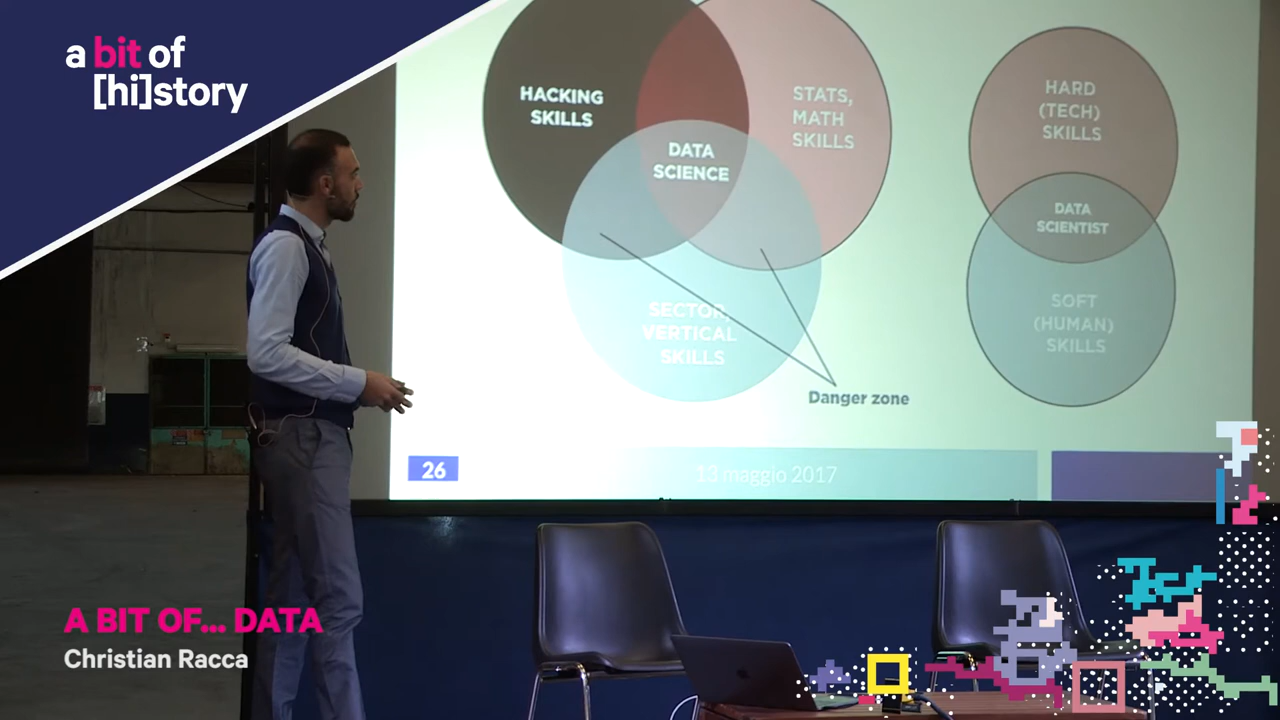 a bit of
[hi]story
HACKING
SKILLS
STATS,
MATH
SKILLS
DATA
SCIENCE
SECTOR,
VERTICAL
SKILLS
Danger zone
HARD
(TECH)
SKILLS
DATA
SCIENTIST
SOFT
(HUMAN)
SKILLS
26
13 maggio 2017
A BIT OF... DATA
Christian Racca